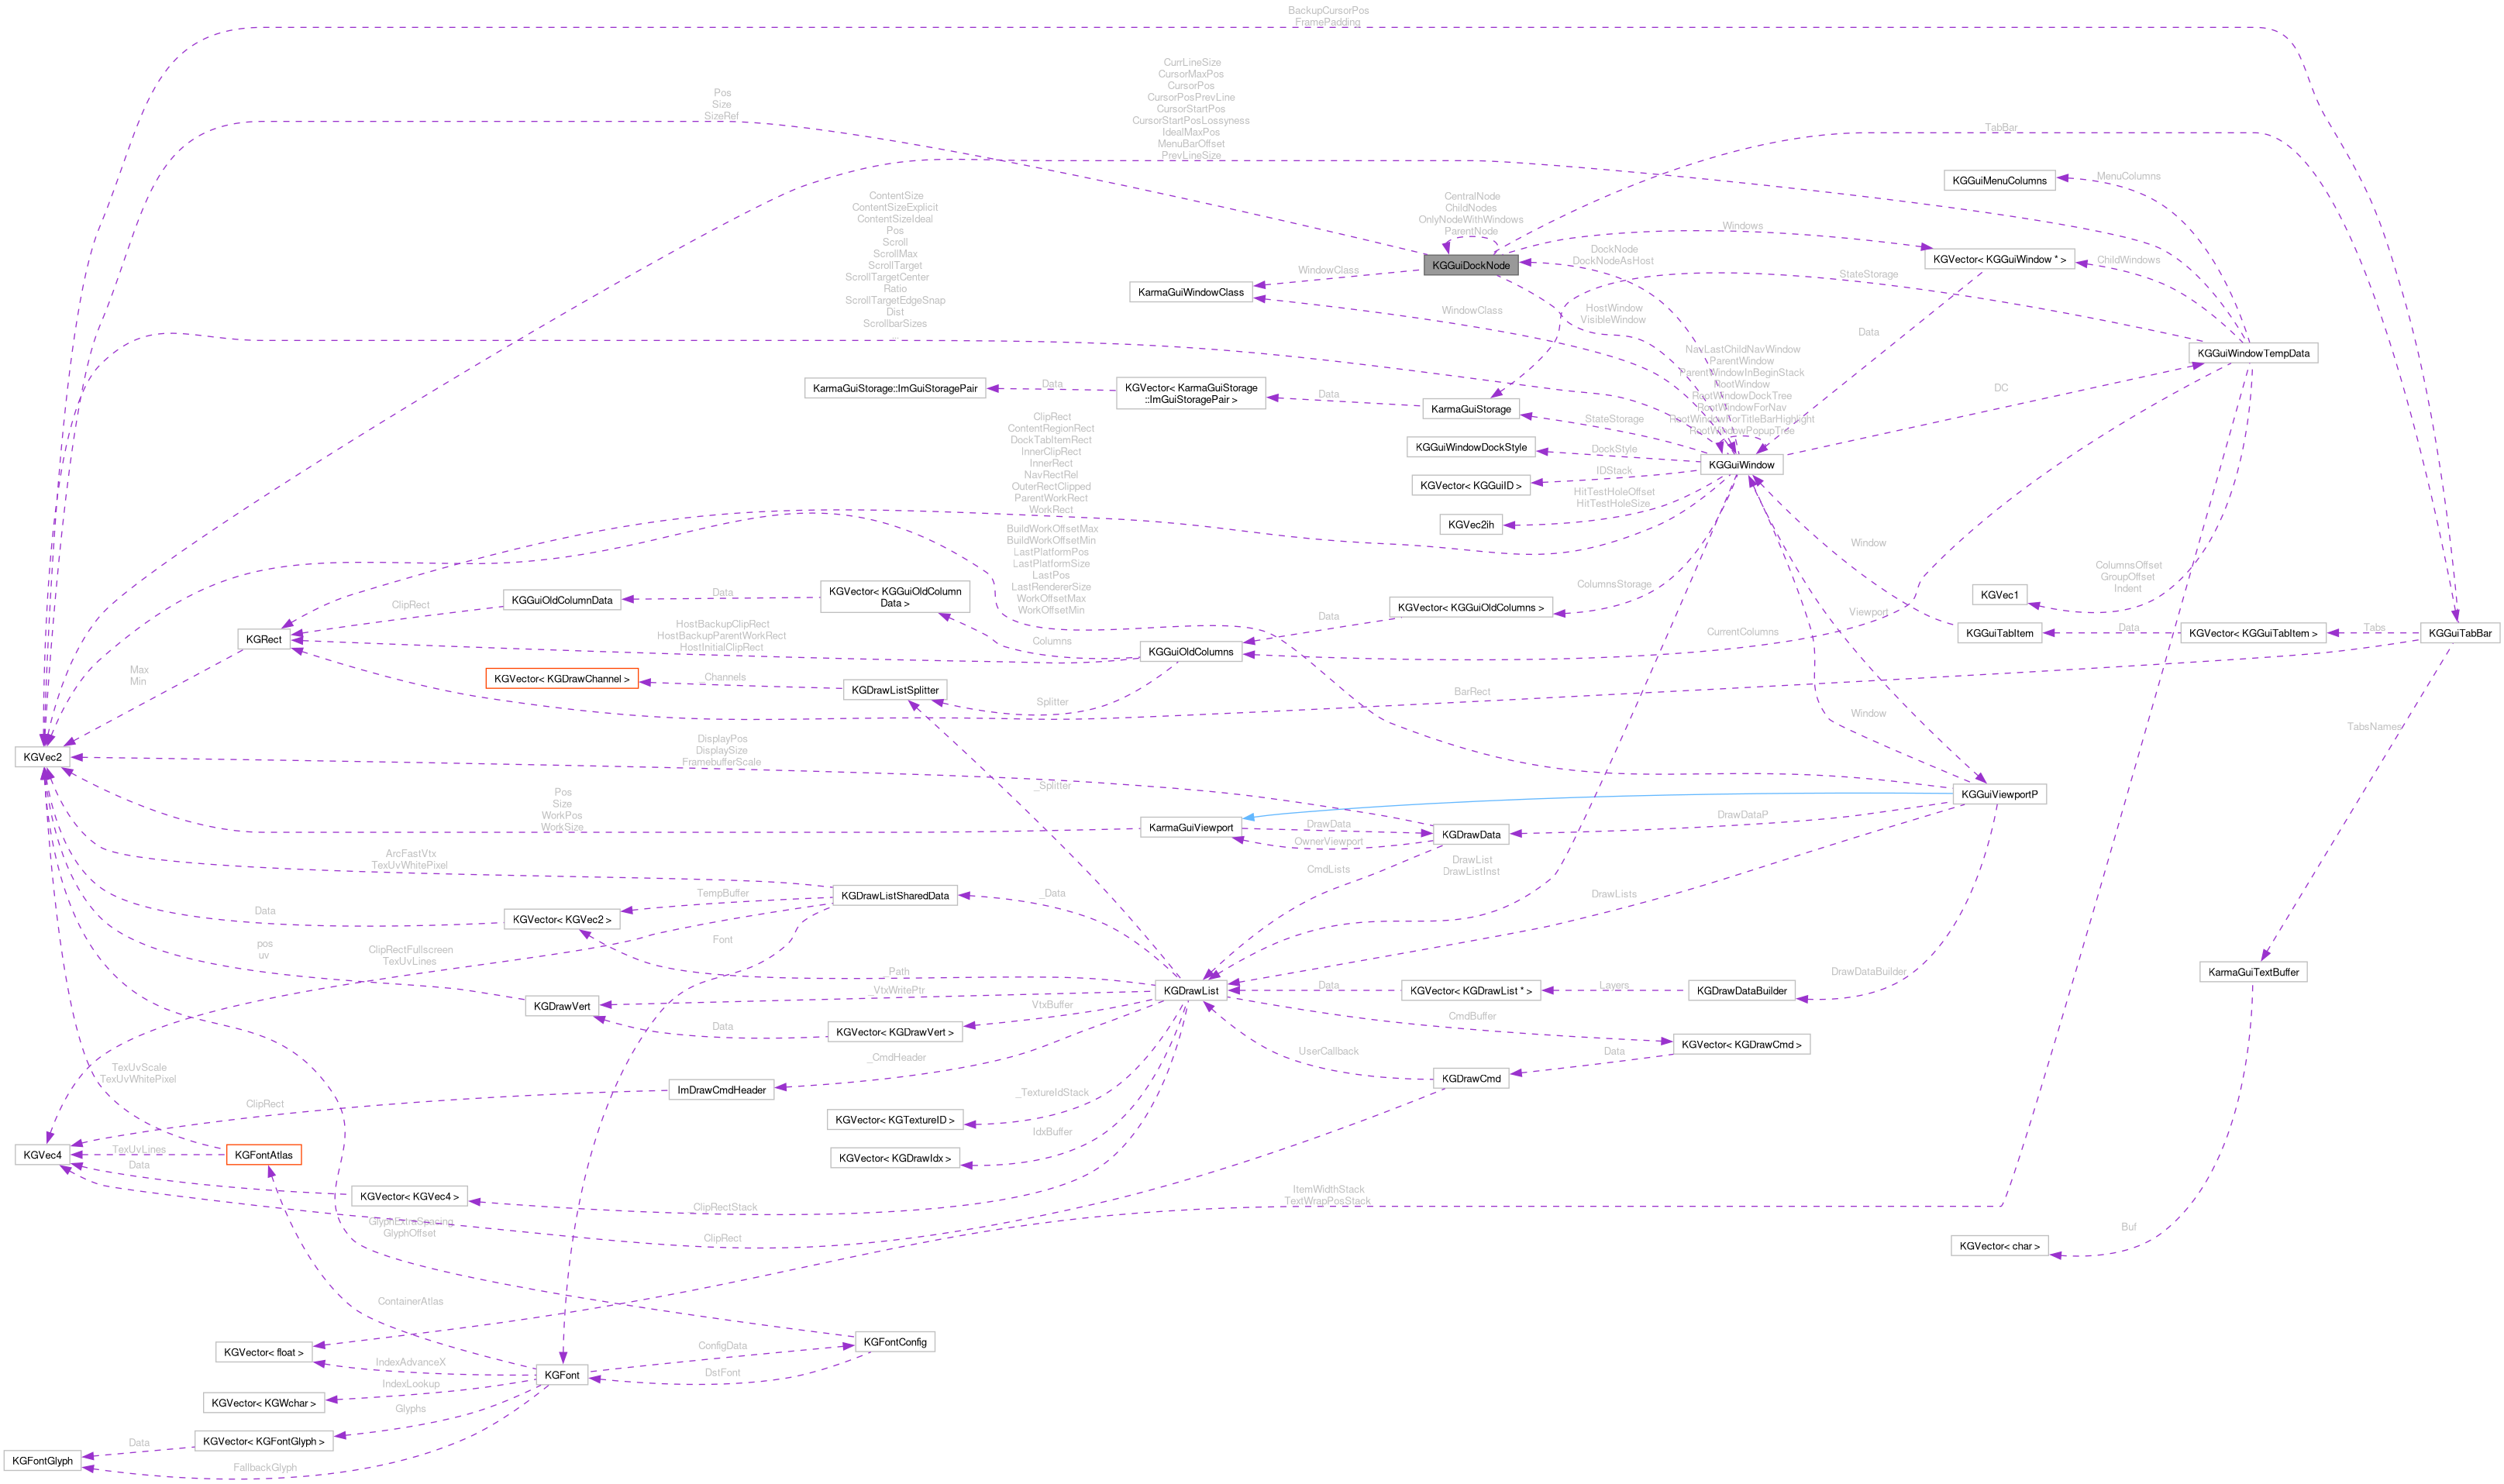 BackupCursorPos
FramePadding
CurrLineSize
CursorMaxPos
CursorPos
CursorPosPrevLine
CursorStartPos
CursorStartPosLossyness
IdealMaxPos
MenuBarOffset
PrevLineSize
Pos
Size
SizeRef
TabBar
MenuColumns
KGGuiMenuColumns
ContentSize
ContentSizeExplicit
ContentSizeIdeal
Pos
Scroll
ScrollMax
ScrollTarget
ScrollTargetCenter
Ratio
ScrollTargetEdgeSnap
Dist
ScrollbarSizes
CentralNode
ChildNodes
OnlyNodeWithWindows
ParentNode
Windows
KGGuiDockNode
DockNode
DockNodeAsHost
KGVector< KGGuiWindow * >
ChildWindows
StateStorage
WindowClass
KarmaGuiWindowClass
WindowClass
HostWindow
VisibleWindow
Data
KGGuiWindowTempData
NavLastChildNavWindow
ParentWindow
ParentWindowInBeginStack
RootWindow
RootWindowDockTree
RootWindowForNav
RootWindowForTitleBarHighlight
RootWindowPopupTree
DC
KarmaGuiStorage::ImGuiStoragePair
Data
KGVector< KarmaGuiStorage
::ImGuiStoragePair >
Data
KarmaGuiStorage
StateStorage
KGGuiWindowDockStyle
DockStyle
KGGuiWindow
IDStack
KGVector< KGGuiID >
HitTestHoleOffset
HitTestHoleSize
KGVec2ih
ClipRect
ContentRegionRect
DockTabItemRect
InnerClipRect
InnerRect
NavRectRel
OuterRectClipped
ParentWorkRect
WorkRect
BuildWorkOffsetMax
BuildWorkOffsetMin
LastPlatformPos
LastPlatformSize
LastPos
LastRendererSize
WorkOffsetMax
WorkOffsetMin
Window
ColumnsOffset
GroupOffset
Indent
KGVec1
ColumnsStorage
KGVector< KGGuiOldColumns >
Data
Viewport
KGGuiOldColumnData
Data
KGVector< KGGuiOldColumn
Data >
ClipRect
KGRect
HostBackupClipRect
HostBackupParentWorkRect
HostInitialClipRect
Columns
KGGuiOldColumns
CurrentColumns
KGGuiTabItem
Data
KGVector< KGGuiTabItem >
Tabs
KGGuiTabBar
Max
Min
KGVector< KGDrawChannel >
Channels
KGDrawListSplitter
Splitter
BarRect
Window
TabsNames
KGVec2
DisplayPos
DisplaySize
FramebufferScale
_Splitter
KGGuiViewportP
Pos
Size
WorkPos
WorkSize
KarmaGuiViewport
DrawData
OwnerViewport
KGDrawData
DrawDataP
ArcFastVtx
TexUvWhitePixel
CmdLists
DrawList
DrawListInst
DrawLists
KGDrawListSharedData
TempBuffer
_Data
Data
KGVector< KGVec2 >
Font
pos
uv
ClipRectFullscreen
TexUvLines
_Path
_VtxWritePtr
KGDrawVert
KGDrawList
Data
KGVector< KGDrawList * >
Layers
KGDrawDataBuilder
DrawDataBuilder
KarmaGuiTextBuffer
VtxBuffer
Data
KGVector< KGDrawVert >
CmdBuffer
KGVector< KGDrawCmd >
_CmdHeader
UserCallback
Data
TexUvScale
TexUvWhitePixel
ImDrawCmdHeader
KGDrawCmd
ClipRect
_TextureIdStack
KGVector< KGTextureID >
IdxBuffer
KGVector< KGDrawIdx >
KGVec4
TexUvLines
KGFontAtlas
Data
KGVector< KGVec4 >
_ClipRectStack
ItemWidthStack
TextWrapPosStack
GlyphExtraSpacing
GlyphOffset
ClipRect
Buf
KGVector< char >
ContainerAtlas
KGVector< float >
KGFontConfig
ConfigData
DstFont
IndexAdvanceX
KGFont
IndexLookup
KGVector< KGWchar >
Glyphs
KGVector< KGFontGlyph >
Data
KGFontGlyph
FallbackGlyph